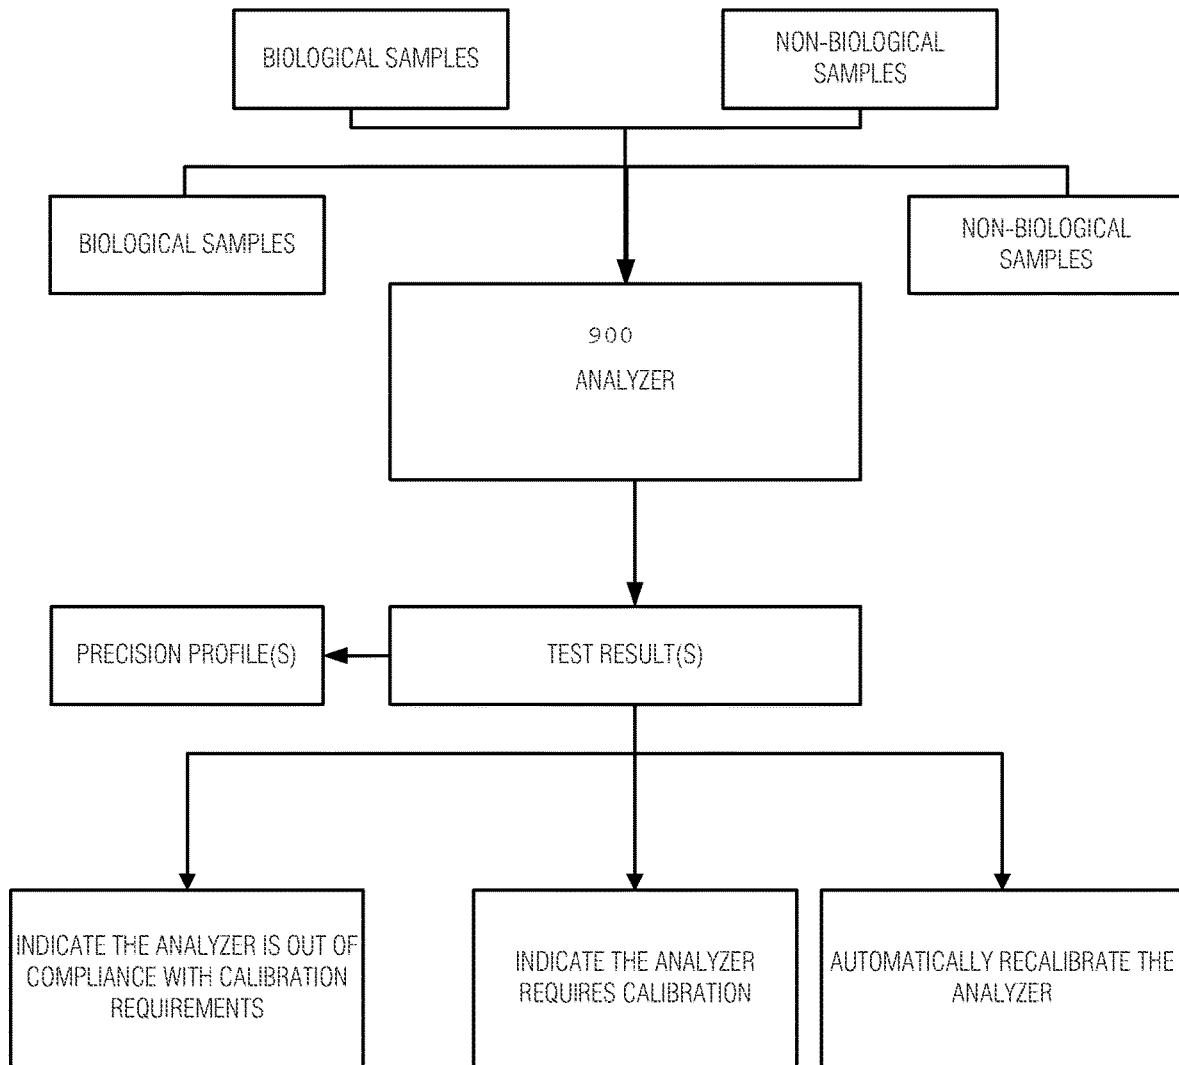 BIOLOGICAL SAMPLES
NON-BIOLOGICAL
SAMPLES
BIOLOGICAL SAMPLES
NON-BIOLOGICAL
SAMPLES
900
ANALYZER
PRECISION PROFILE(S)
TEST RESULT(S)
INDICATE THE ANALYZER IS OUT OF
COMPLIANCE WITH CALIBRATION
REQUIREMENTS
INDICATE THE ANALYZER
REQUIRES CALIBRATION
AUTOMATICALLY RECALIBRATE THE
ANALYZER